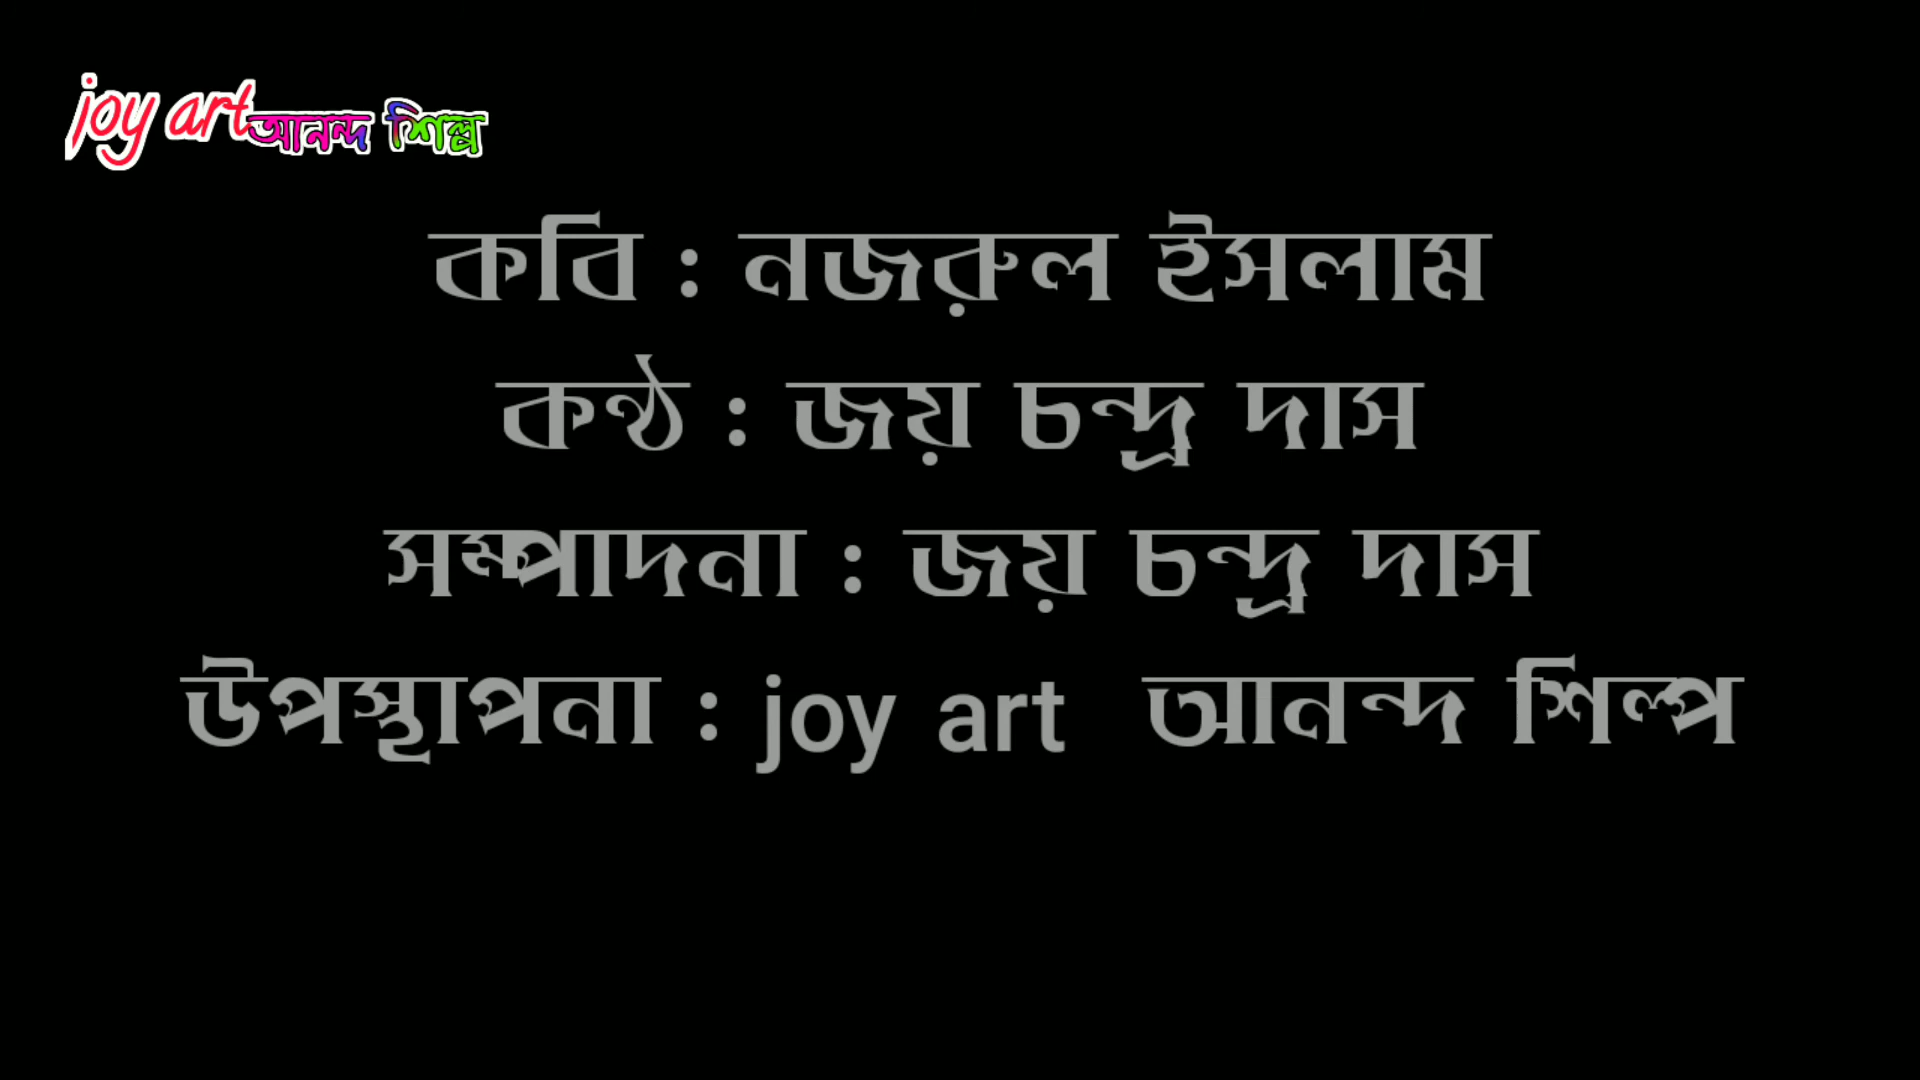 joy art আনন্দ শিল্প
কবি : নজরুল ইসলাম
কন্ঠ : জয় চন্দ্র দাস
সম্পাদনা : জয় চন্দ্র দাস
উপস্থাপনা : joy art আনন্দ শিল্প